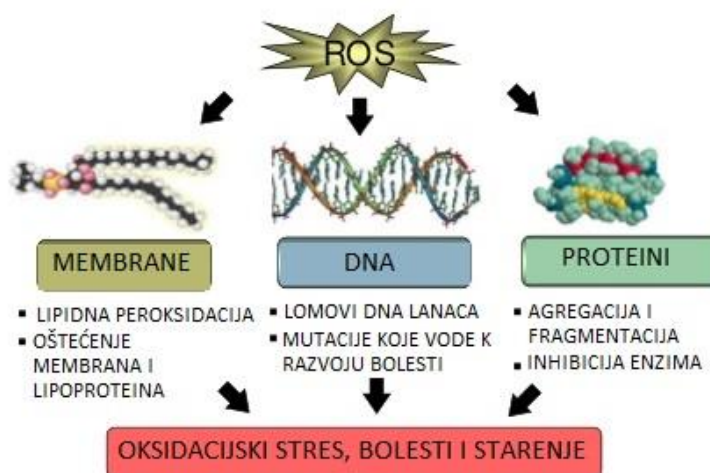 ROS
MEMBRANE
▪ LIPIDNA PEROKSIDACIJA
▪ OŠTEĆENJE
MEMBRANA I
LIPOPROTEINA
DNA
▪ LOMOVI DNA LANACA
▪ MUTACIJE KOJE VODE K
RAZVOJU BOLESTI
PROTEINI
▪ AGREGACIJA I
FRAGMENTACIJA
▪ INHIBICIJA ENZIMA
OKSIDACIJSKI STRES, BOLESTI I STARENJE